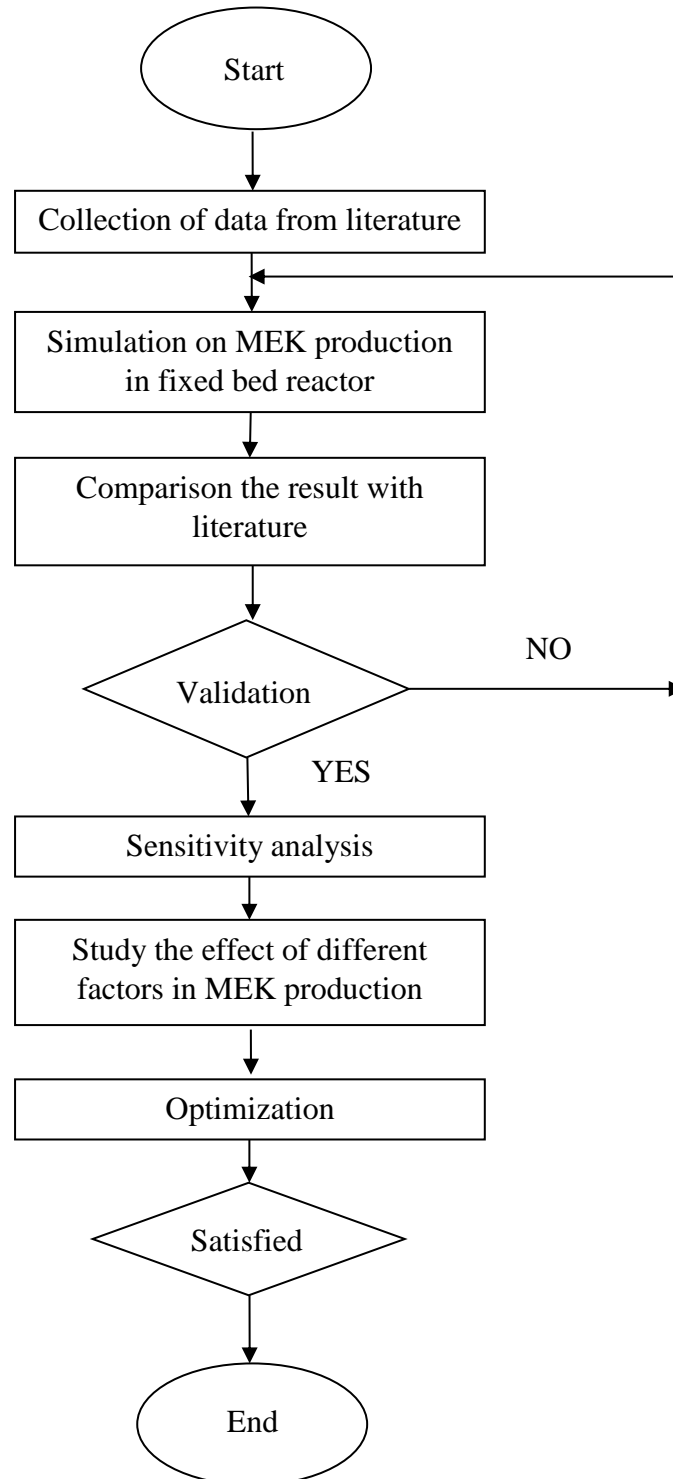 Start
Collection of data from literature
Simulation on MEK production
in fixed bed reactor
Comparison the result with
literature
Validation
NO
YES
Sensitivity analysis
Study the effect of different
factors in MEK production
Optimization
Satisfied
End